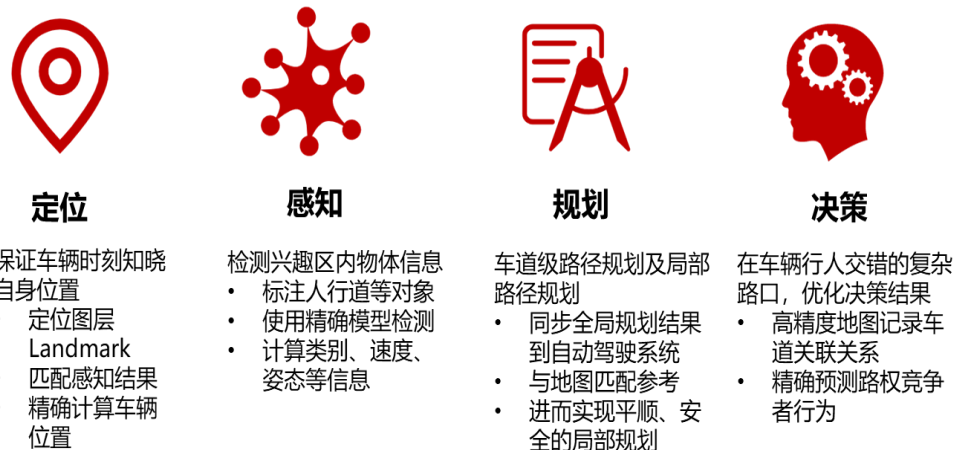 定位
保证车辆时刻知晓
自身位置
定位图层
Landmark
匹配感知结果
精确计算车辆
位置
感知
检测兴趣区内物体信息
• 标注人行道等对象
• 使用精确模型检测
• 计算类别、速度、
姿态等信息
规划
车道级路径规划及局部
路径规划
• 同步全局规划结果
到自动驾驶系统
• 与地图匹配参考
• 进而实现平顺、安
全的局部规划
决策
在车辆行人交错的复杂
路口，优化决策结果
• 高精度地图记录车
道关联关系
• 精确预测路权竞争
者行为